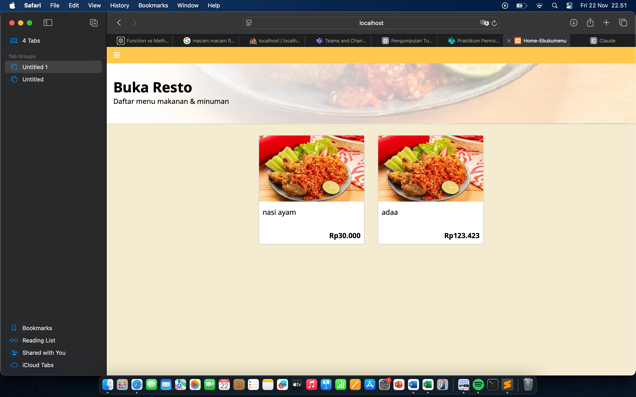 Safari File Edit View History Bookmarks Window Help
Fri 22 Nov 22.51
localhost
4 Tabs
Tab Groups
Untitled 1
Untitled
Bookmarks
Reading List
Shared with You
iCloud Tabs
Function vs Meth...
macam macam fl...
localhost / localh...
Teams and Chan...
Pengumpulan Tu...
Praktikum Pemro...
Home-Ebukumenu
Claude
Buka Resto
Daftar menu makanan & minuman
nasi ayam
Rp30.000
adaa
Rp123.423